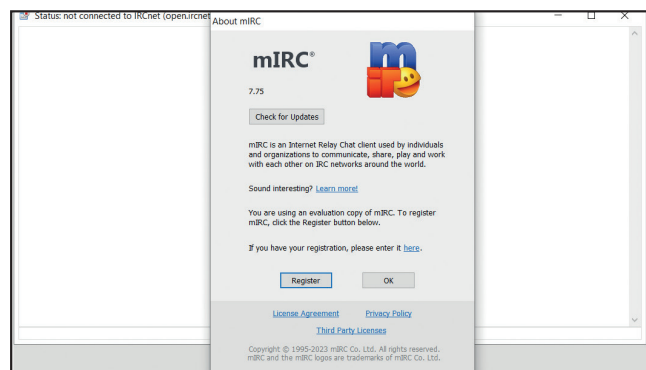 Status: not connected to IRCnet (open.ircnet
About mIRC
mIRC®
7.75
Check for Updates
mIRC is an Internet Relay Chat client used by individuals
and organizations to communicate, share, play and work
with each other on IRC networks around the world.
Sound interesting? Learn more!
You are using an evaluation copy of mIRC. To register
mIRC, click the Register button below.
If you have your registration, please enter it here.
Register OK
License Agreement Privacy Policy
Third Party Licenses
Copyright © 1995-2023 mIRC Co. Ltd. All rights reserved.
mIRC and the mIRC logos are trademarks of mIRC Co. Ltd.